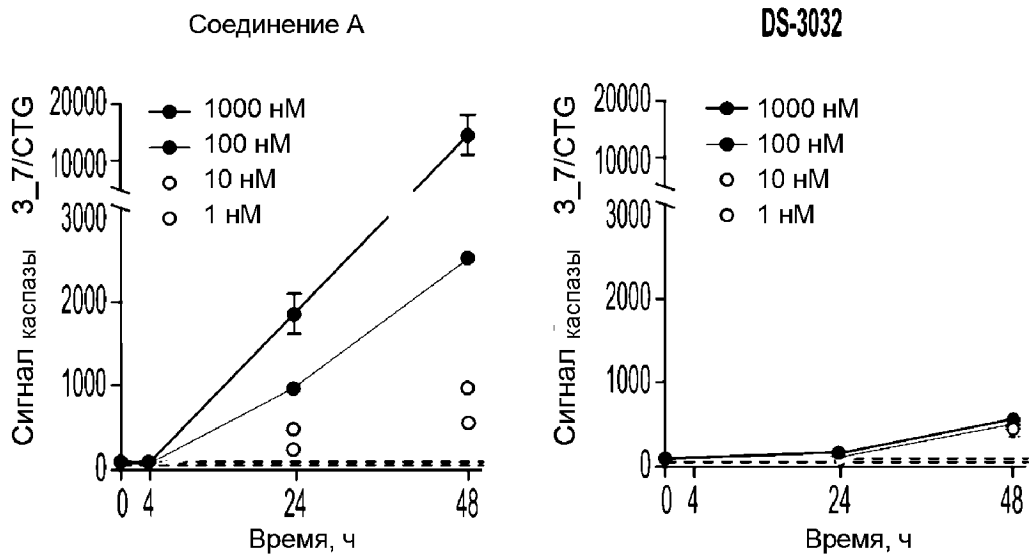 Соединение А
Сигнал каспазы 3_7/CTG
20000
10000
3000
2000
1000
0
1000 нМ
100 нМ
10 нМ
1 нМ
0 4 24 48
Время, ч
DS-3032
Сигнал каспазы 3_7/CTG
20000
10000
3000
2000
1000
0
1000 нМ
100 нМ
10 нМ
1 нМ
0 4 24 48
Время, ч